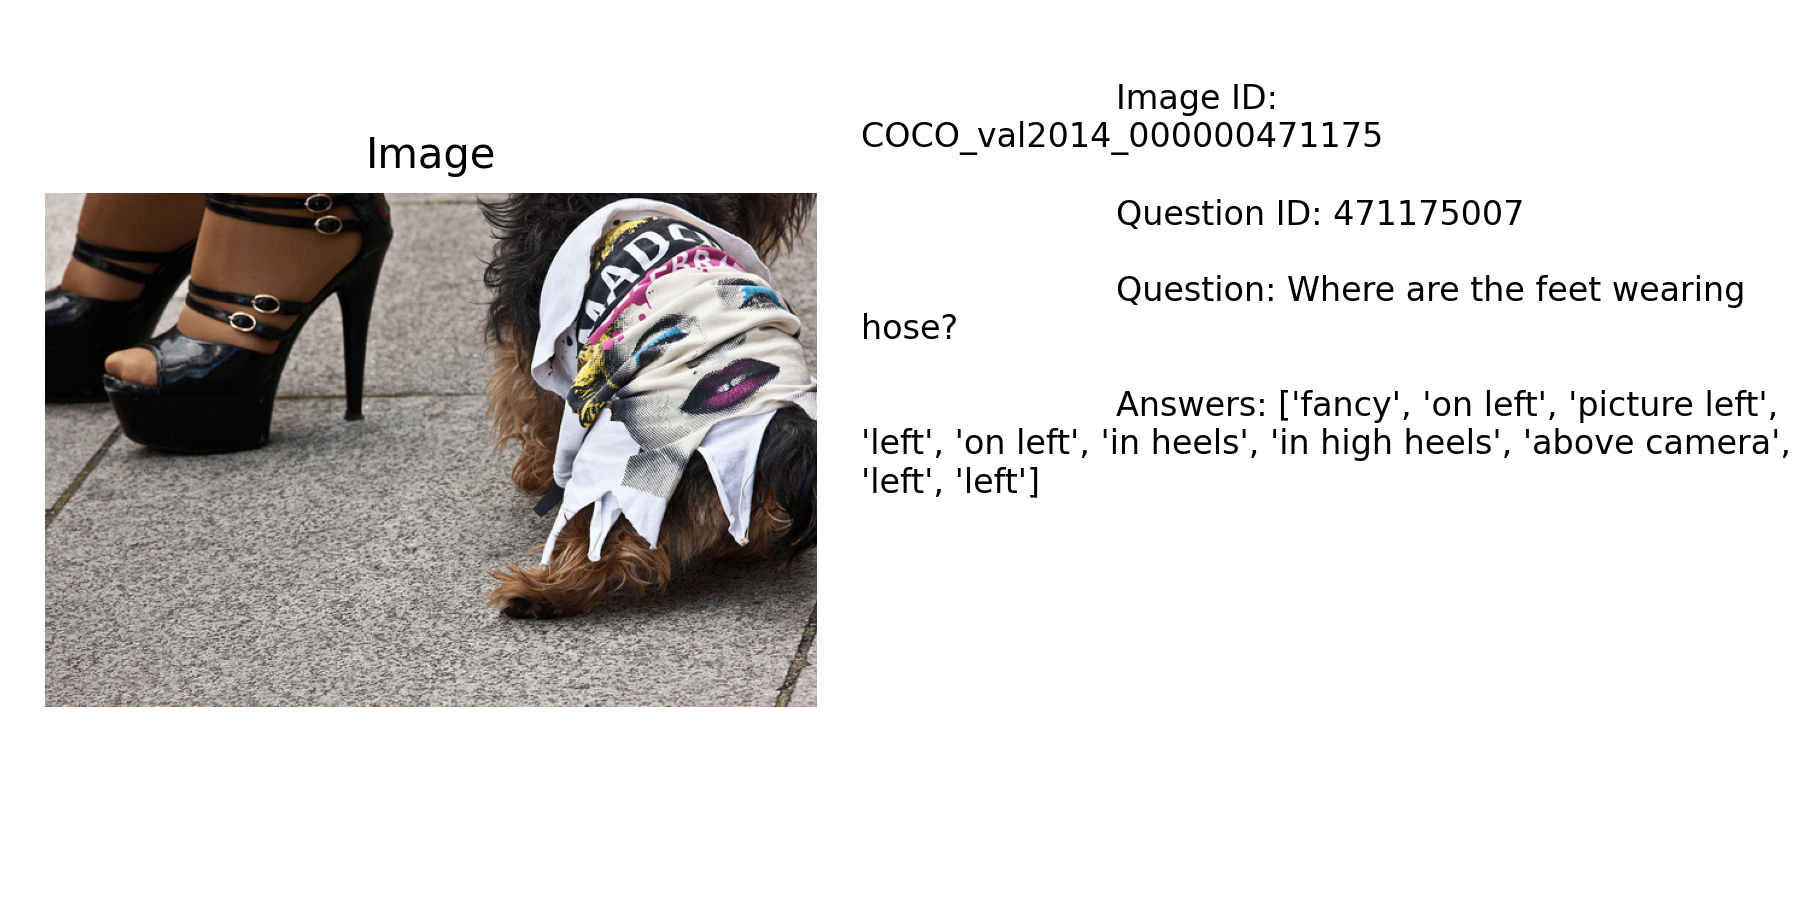 Image
Image ID:
COCO_val2014_000000471175
Question ID: 471175007
Question: Where are the feet wearing
hose?
Answers: ['fancy', 'on left', 'picture left',
'left', 'on left', 'in heels', 'in high heels', 'above camera',
'left', 'left']